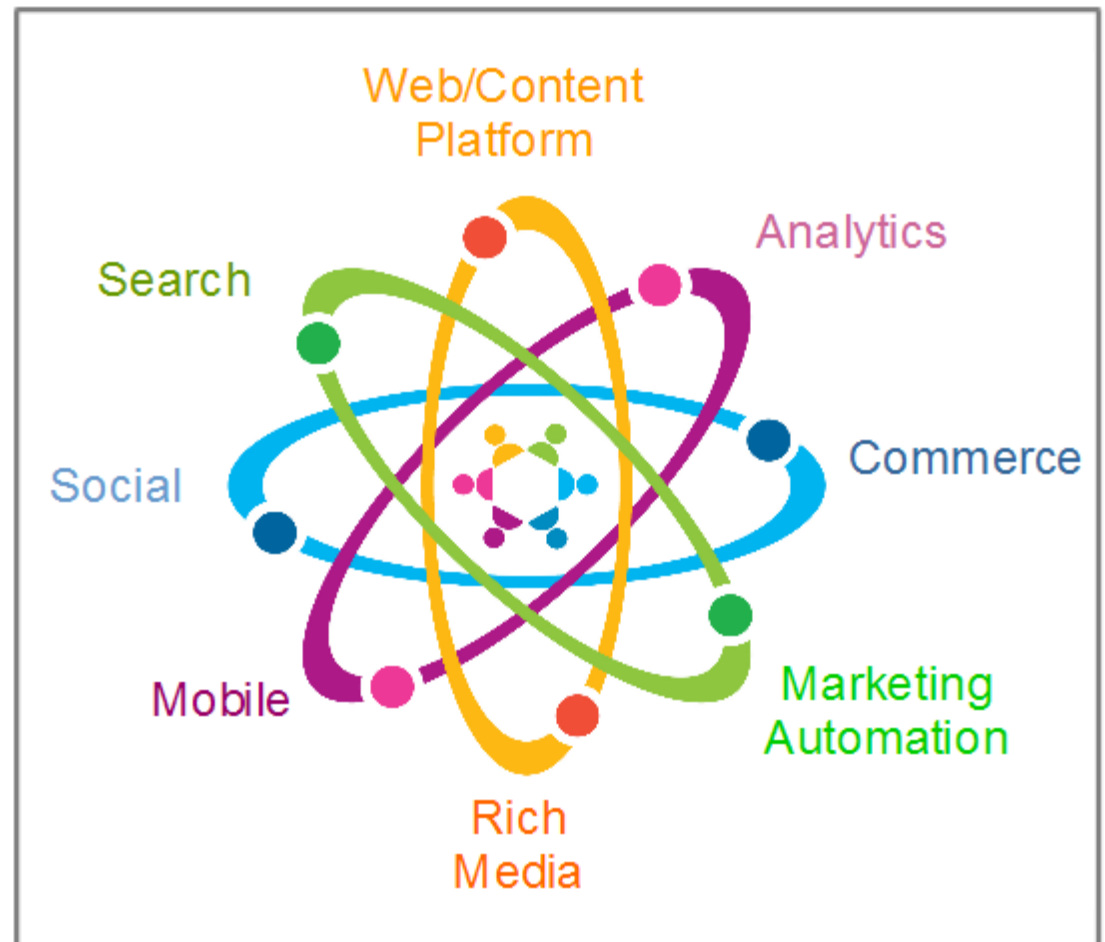 Web/Content
Platform
Analytics
Search
Commerce
Social
Marketing
Automation
Mobile
Rich
Media